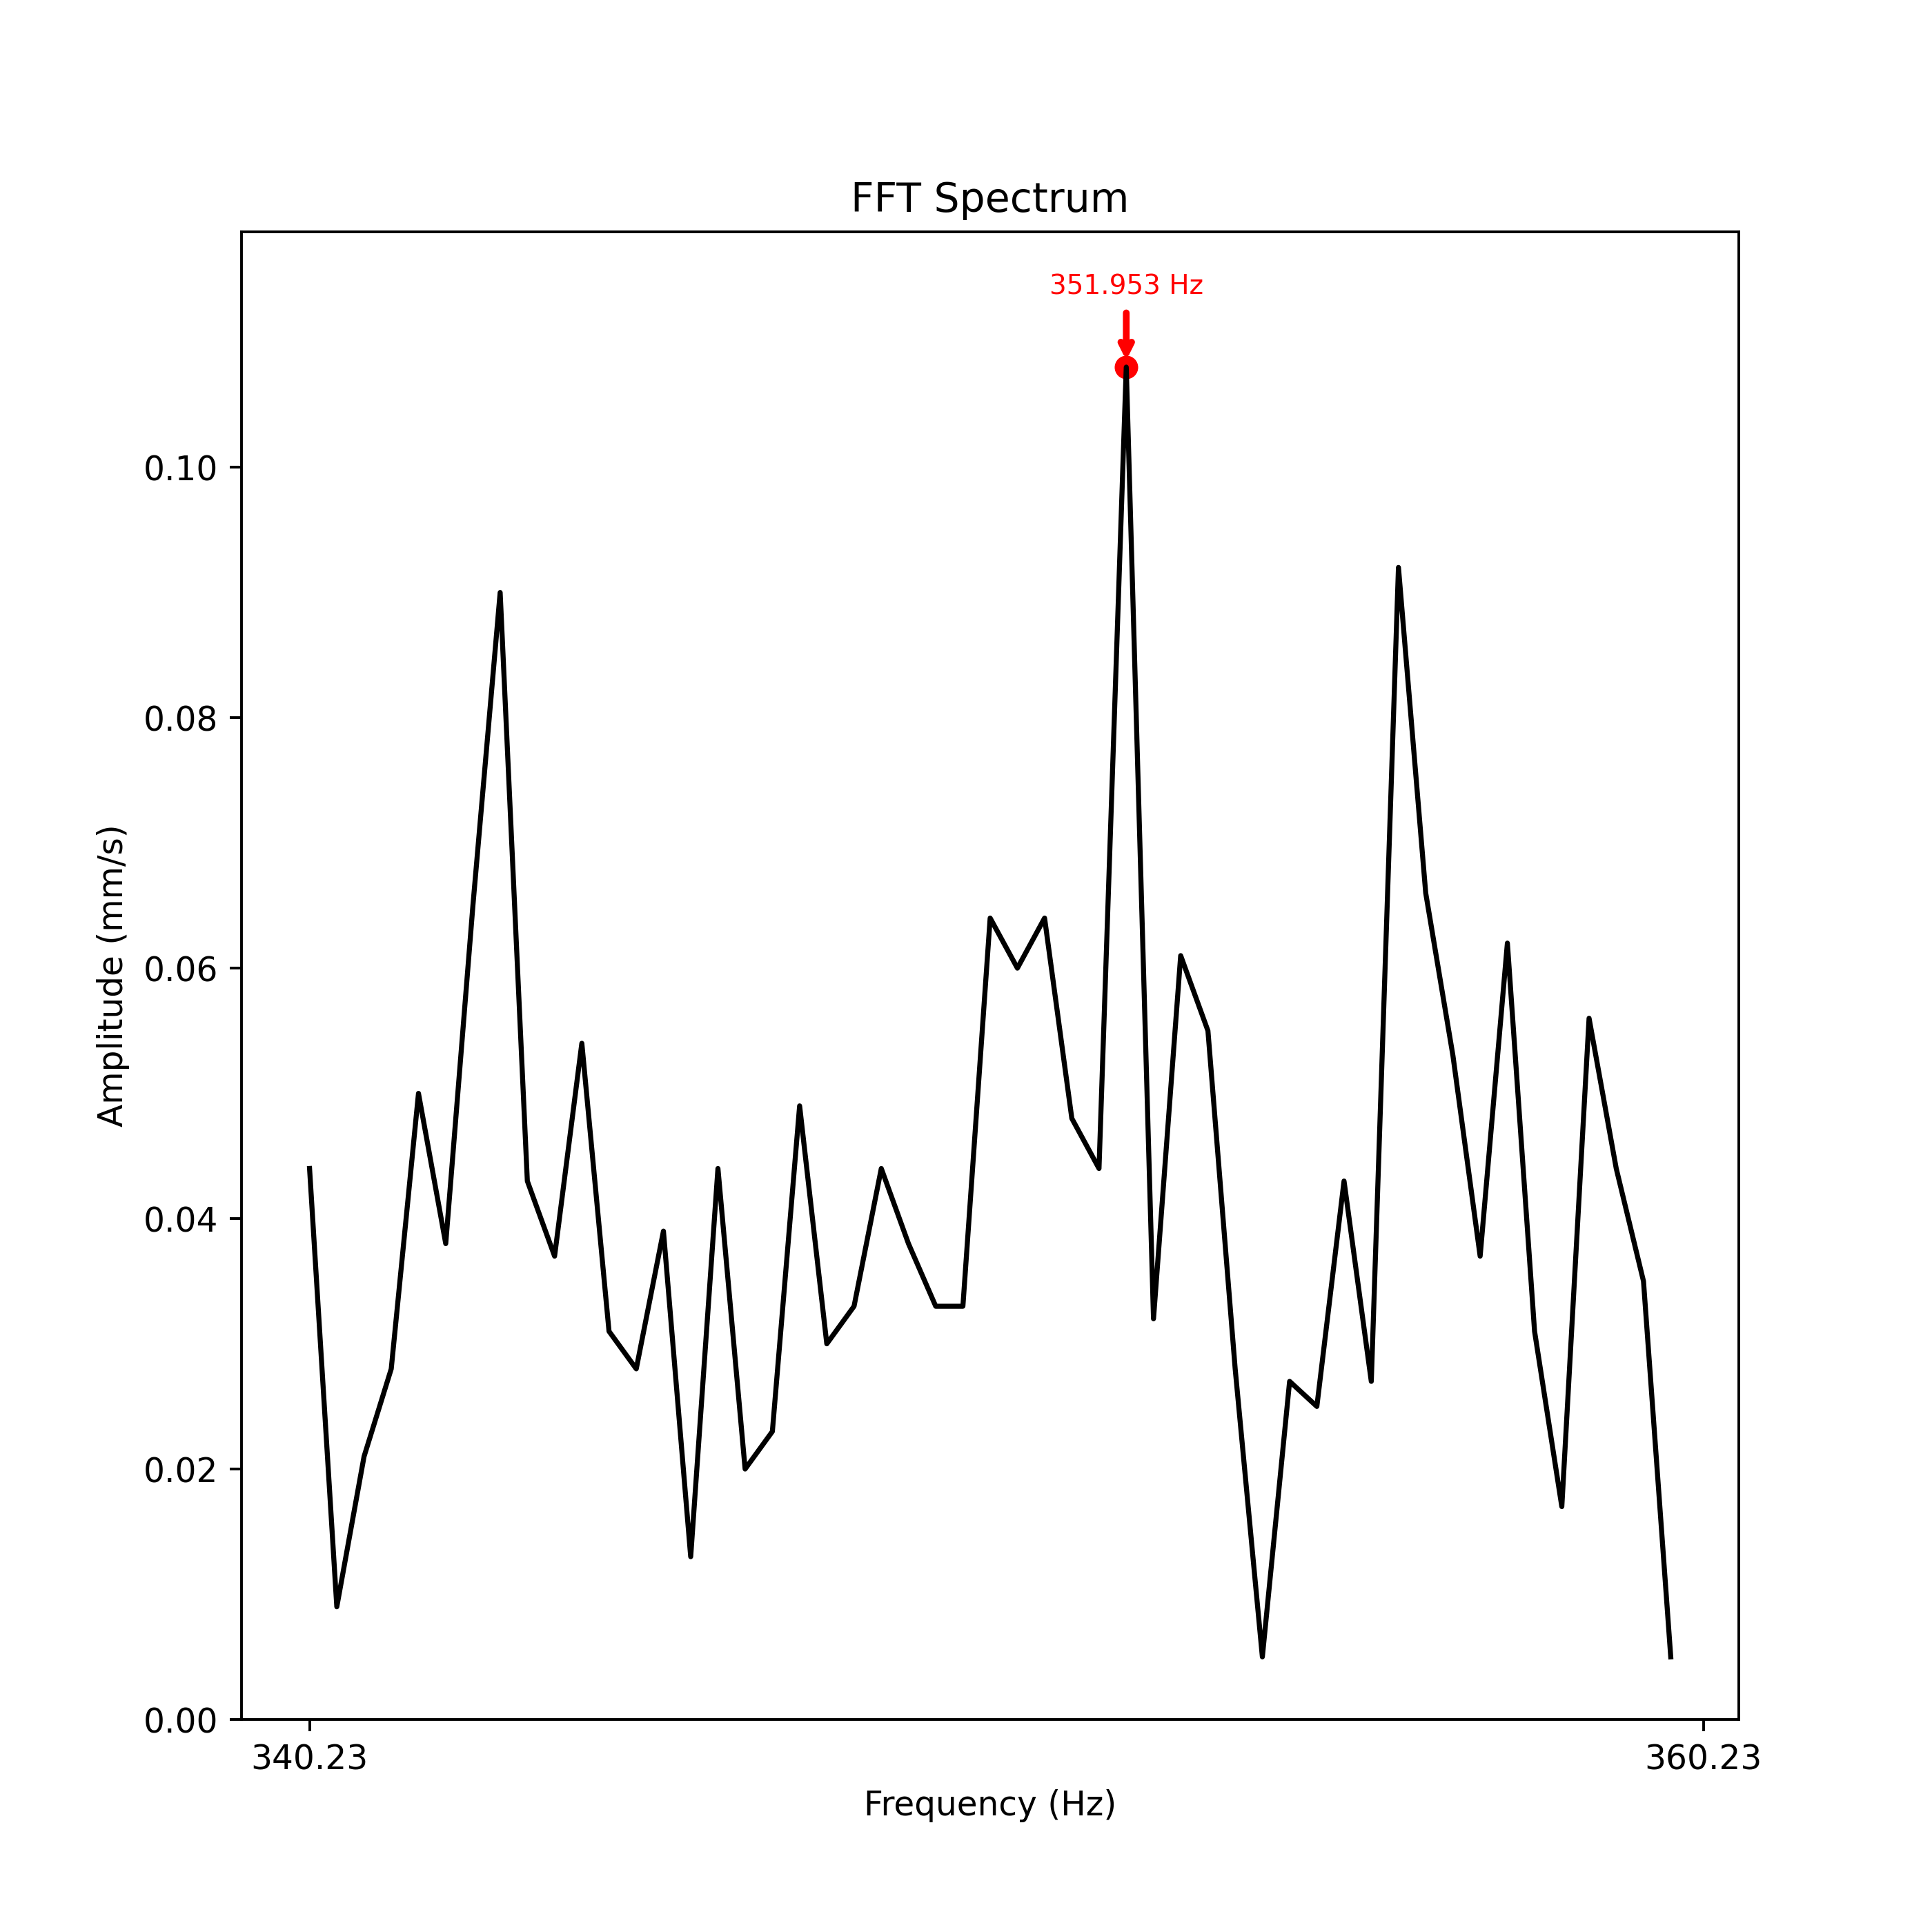 FFT Spectrum
351.953 Hz
0.10
0.08
0.06
0.04
0.02
0.00
Amplitude (mm/s)
340.23
360.23
Frequency (Hz)